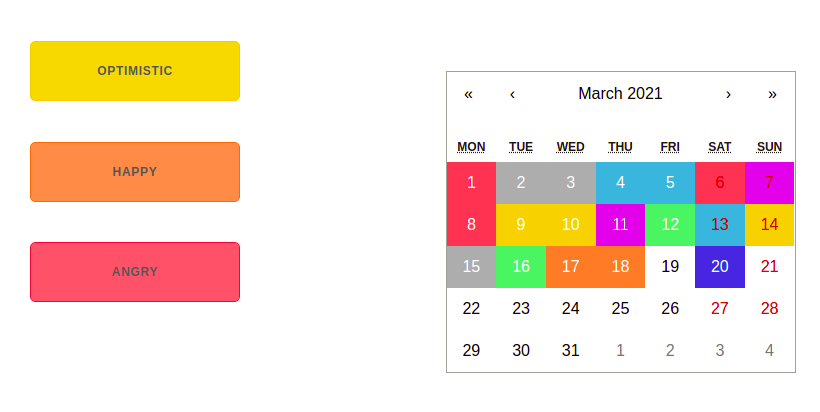 OPTIMISTIC
HAPPY
ANGRY
« ‹ March 2021 › »
MON TUE WED THU FRI SAT SUN
1 2 3 4 5 6 7
8 9 10 11 12 13 14
15 16 17 18 19 20 21
22 23 24 25 26 27 28
29 30 31 1 2 3 4